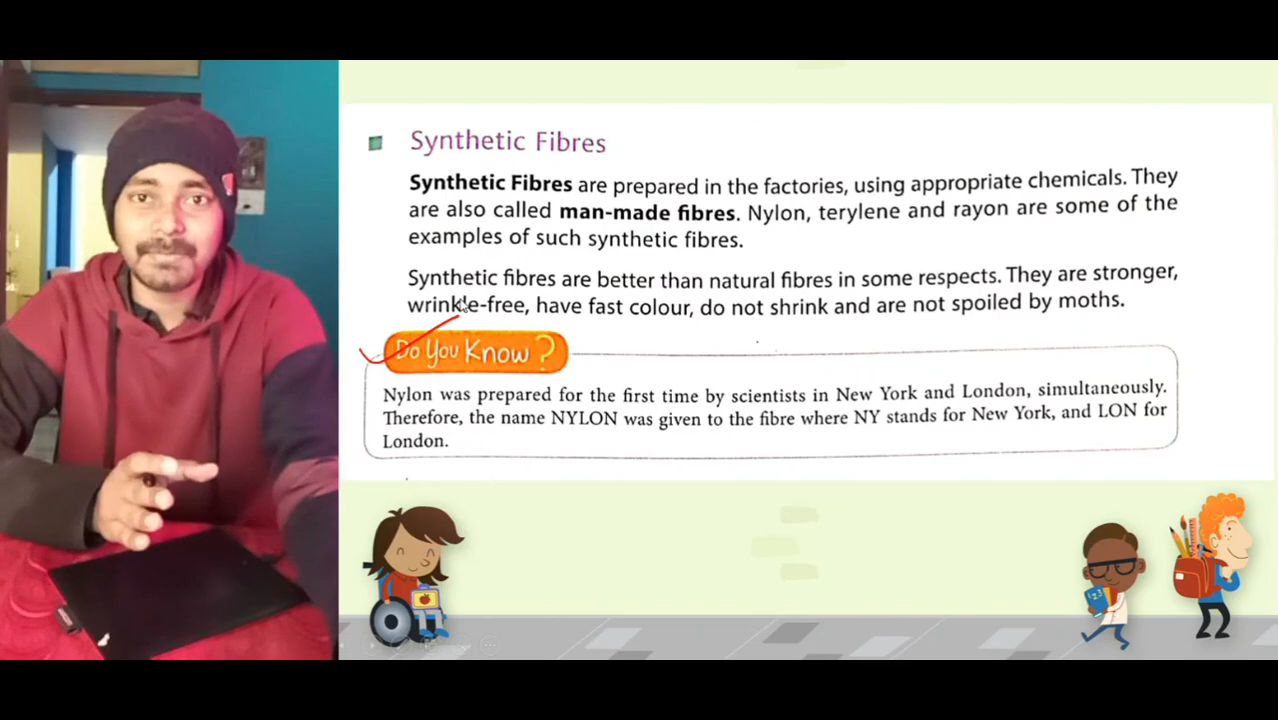 Synthetic Fibres
Synthetic Fibres are prepared in the factories, using appropriate chemicals. They
are also called man-made fibres. Nylon, terylene and rayon are some of the
examples of such synthetic fibres.
Synthetic fibres are better than natural fibres in some respects. They are stronger,
wrinkle-free, have fast colour, do not shrink and are not spoiled by moths.
Do You Know ?
Nylon was prepared for the first time by scientists in New York and London, simultaneously.
Therefore, the name NYLON was given to the fibre where NY stands for New York, and LON for
London.